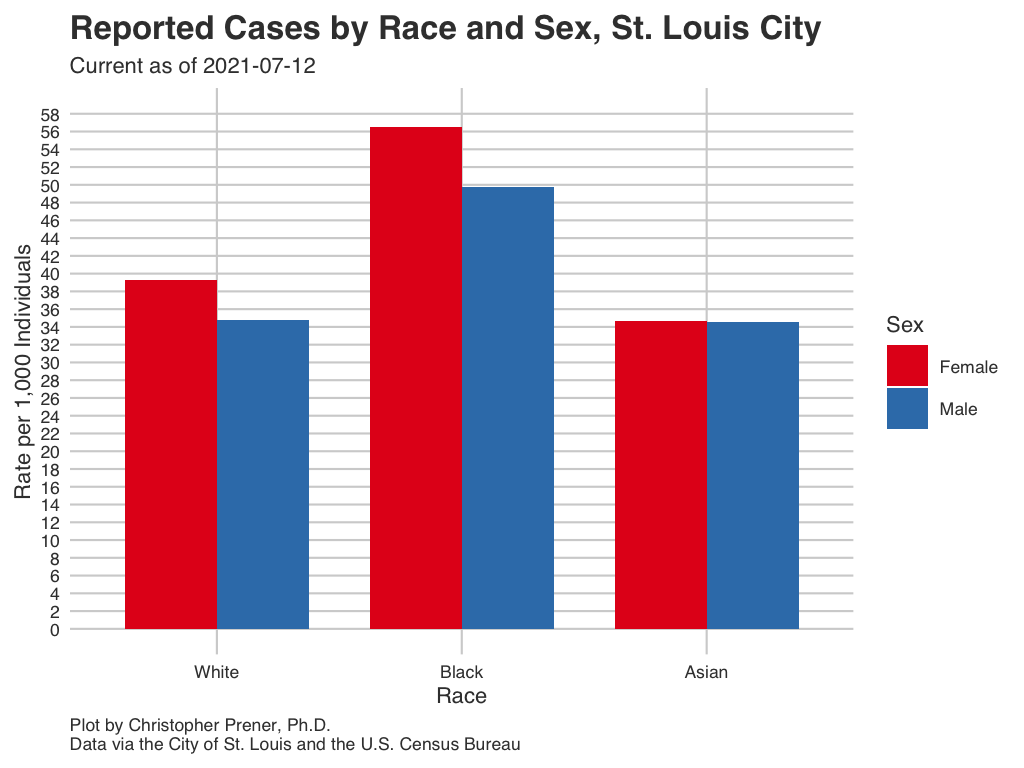 Reported Cases by Race and Sex, St. Louis City
Current as of 2021-07-12
Rate per 1,000 Individuals
58
56
54
52
50
48
46
44
42
40
38
36
34
32
30
28
26
24
22
20
18
16
14
12
10
8
6
4
2
0
White
Black
Asian
Race
Sex
Female
Male
Plot by Christopher Prener, Ph.D.
Data via the City of St. Louis and the U.S. Census Bureau